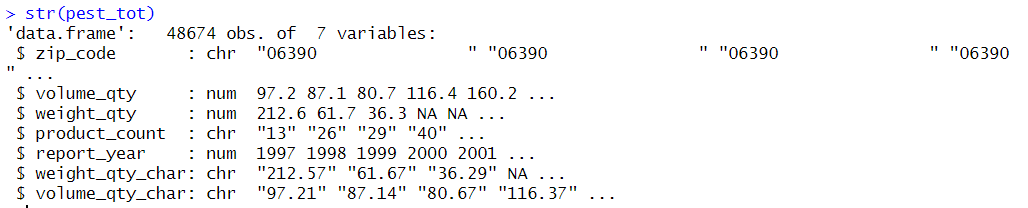 > str(pest_tot)
'data.frame':   48674 obs. of  7 variables:
 $ zip_code       : chr  "06390               " "06390               " "06390               " "06390
" ...
 $ volume_qty     : num  97.2 87.1 80.7 116.4 160.2 ...
 $ weight_qty     : num  212.6 61.7 36.3 NA NA ...
 $ product_count  : chr  "13" "26" "29" "40" ...
 $ report_year    : num  1997 1998 1999 2000 2001 ...
 $ weight_qty_char: chr  "212.57" "61.67" "36.29" NA ...
 $ volume_qty_char: chr  "97.21" "87.14" "80.67" "116.37" ...